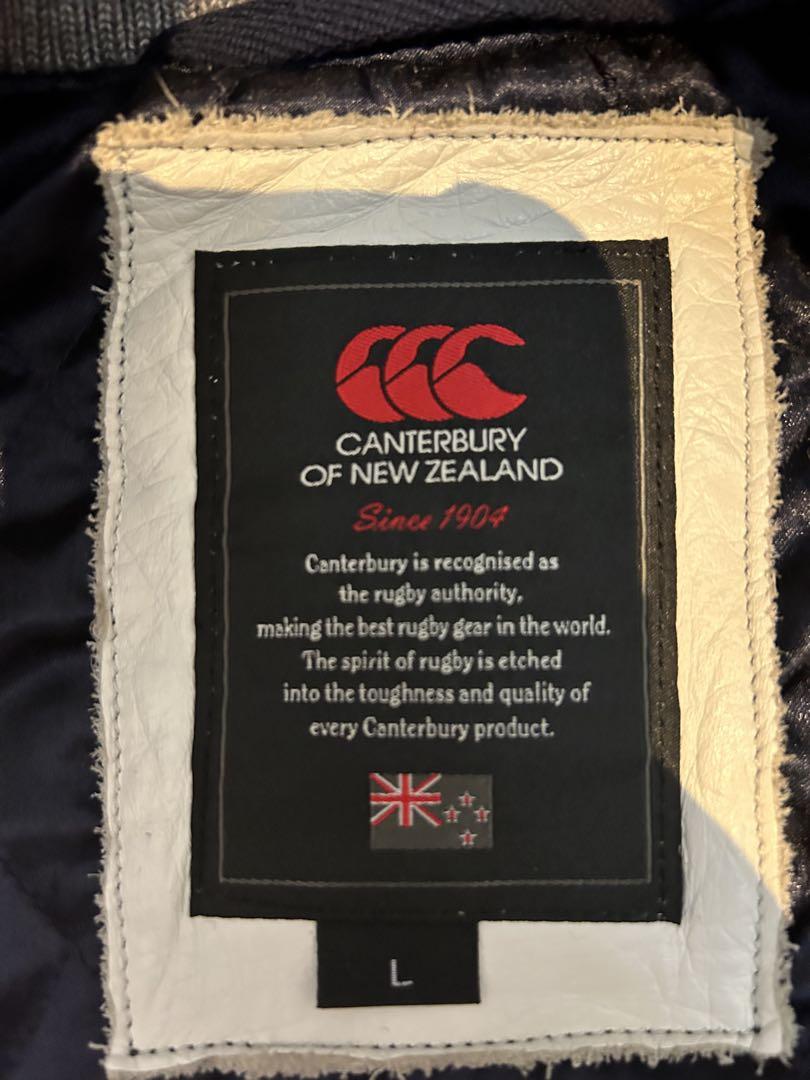 CANTERBURY
OF NEW ZEALAND
Since 1904
Canterbury is recognised as
the rugby authority,
making the best rugby gear in the world.
The spirit of rugby is etched
into the toughness and quality of
every Canterbury product.
L